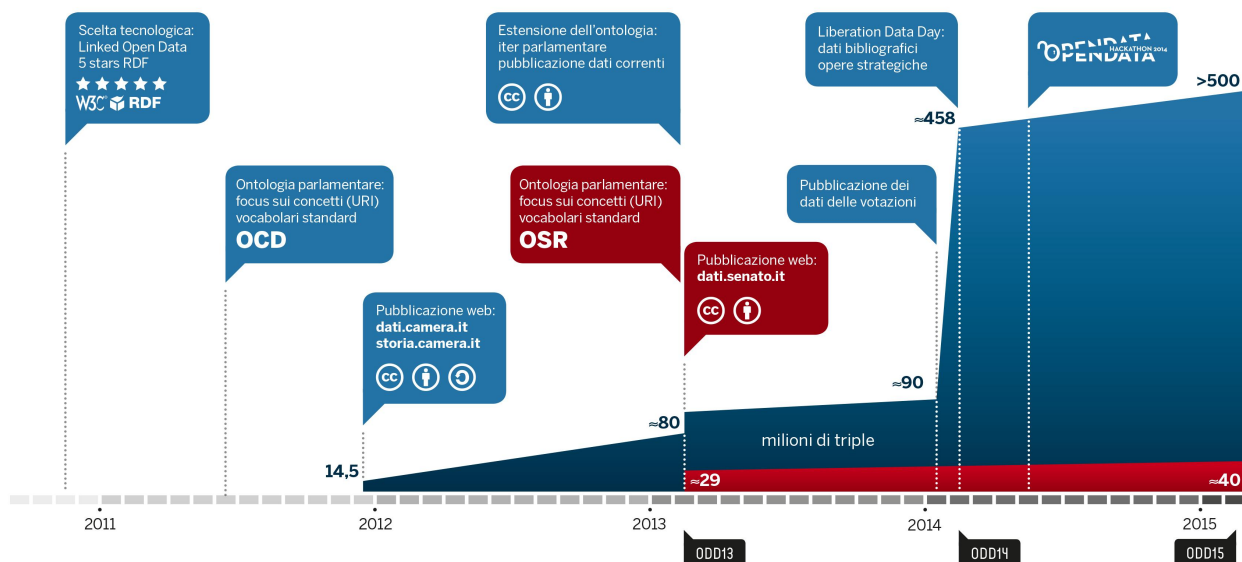 Scelta tecnologica:
Linked Open Data
5 stars RDF
W3C® RDF
Estensione dell'ontologia:
iter parlamentare
pubblicazione dati correnti
cc
Liberation Data Day:
dati bibliografici
opere strategiche
OPENDATA
HACKATHON 2014
>500
≈458
Ontologia parlamentare:
focus sui concetti (URI)
vocabolari standard
OCD
Ontologia parlamentare:
focus sui concetti (URI)
vocabolari standard
OSR
Pubblicazione dei
dati delle votazioni
Pubblicazione web:
dati.senato.it
cc
Pubblicazione web:
dati.camera.it
storia.camera.it
cc
≈90
≈80
milioni di triple
14,5
≈29
≈40
2011
2012
2013
2014
2015
ODD13
ODD14
ODD15